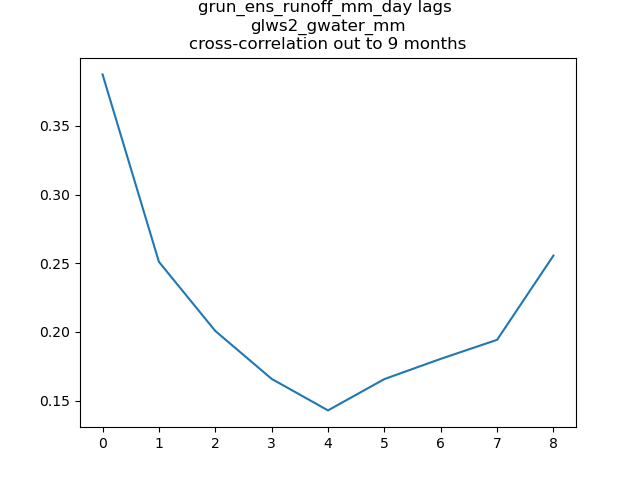 grun_ens_runoff_mm_day lags
glws2_gwater_mm
cross-correlation out to 9 months
0.35
0.30
0.25
0.20
0.15
0 1 2 3 4 5 6 7 8